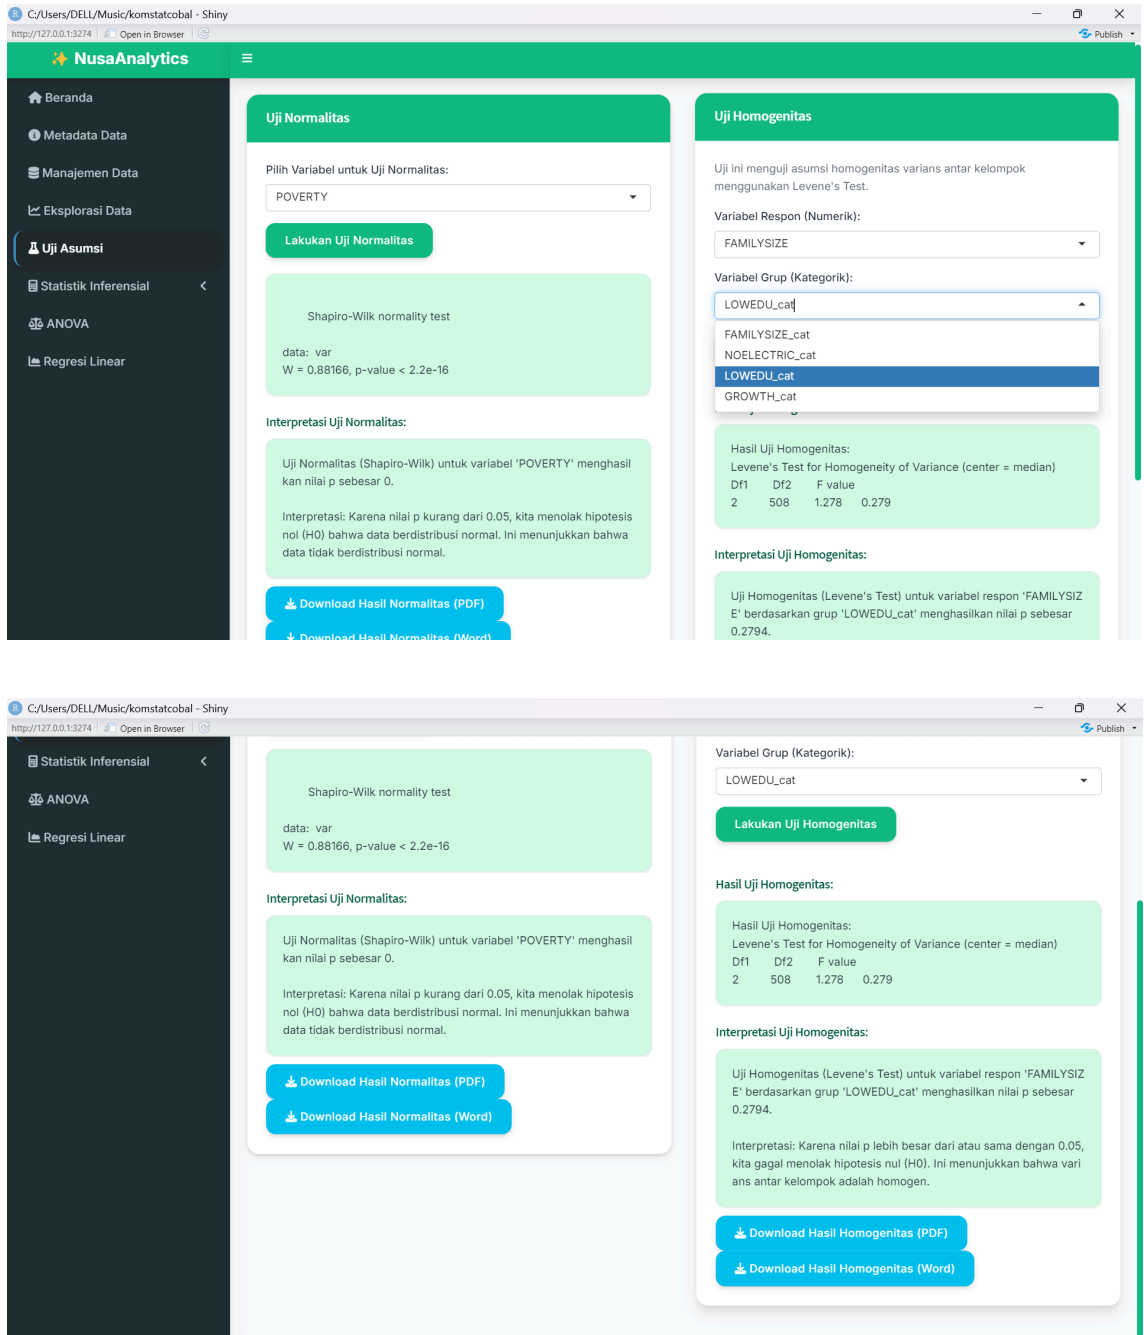 C:/Users/DELL/Music/komstatcobal - Shiny
http://127.0.0.1:3274 Open in Browser Publish
NusaAnalytics
Beranda
Metadata Data
Manajemen Data
Eksplorasi Data
Uji Asumsi
Statistik Inferensial
ANOVA
Regresi Linear
Uji Normalitas
Pilih Variabel untuk Uji Normalitas:
POVERTY
Lakukan Uji Normalitas
Shapiro-Wilk normality test
data: var
W = 0.88166, p-value < 2.2e-16
Interpretasi Uji Normalitas:
Uji Normalitas (Shapiro-Wilk) untuk variabel 'POVERTY' menghasil
kan nilai p sebesar 0.
Interpretasi: Karena nilai p kurang dari 0.05, kita menolak hipotesis
nol (H0) bahwa data berdistribusi normal. Ini menunjukkan bahwa
data tidak berdistribusi normal.
Download Hasil Normalitas (PDF)
Download Hasil Normalitas (Word)
Uji Homogenitas
Uji ini menguji asumsi homogenitas varians antar kelompok
menggunakan Levene's Test.
Variabel Respon (Numerik):
FAMILYSIZE
Variabel Grup (Kategorik):
LOWEDU_cat
FAMILYSIZE_cat
NOELECTRIC_cat
LOWEDU_cat
GROWTH_cat
Hasil Uji Homogenitas:
Levene's Test for Homogeneity of Variance (center = median)
Df1 Df2 F value
2 508 1.278 0.279
Interpretasi Uji Homogenitas:
Uji Homogenitas (Levene's Test) untuk variabel respon 'FAMILYSIZ
E' berdasarkan grup 'LOWEDU_cat' menghasilkan nilai p sebesar
0.2794.
C:/Users/DELL/Music/komstatcobal - Shiny
http://127.0.0.1:3274 Open in Browser Publish
Statistik Inferensial
ANOVA
Regresi Linear
Shapiro-Wilk normality test
data: var
W = 0.88166, p-value < 2.2e-16
Interpretasi Uji Normalitas:
Uji Normalitas (Shapiro-Wilk) untuk variabel 'POVERTY' menghasil
kan nilai p sebesar 0.
Interpretasi: Karena nilai p kurang dari 0.05, kita menolak hipotesis
nol (H0) bahwa data berdistribusi normal. Ini menunjukkan bahwa
data tidak berdistribusi normal.
Download Hasil Normalitas (PDF)
Download Hasil Normalitas (Word)
Variabel Grup (Kategorik):
LOWEDU_cat
Lakukan Uji Homogenitas
Hasil Uji Homogenitas:
Hasil Uji Homogenitas:
Levene's Test for Homogeneity of Variance (center = median)
Df1 Df2 F value
2 508 1.278 0.279
Interpretasi Uji Homogenitas:
Uji Homogenitas (Levene's Test) untuk variabel respon 'FAMILYSIZ
E' berdasarkan grup 'LOWEDU_cat' menghasilkan nilai p sebesar
0.2794.
Interpretasi: Karena nilai p lebih besar dari atau sama dengan 0.05,
kita gagal menolak hipotesis nul (H0). Ini menunjukkan bahwa vari
ans antar kelompok adalah homogen.
Download Hasil Homogenitas (PDF)
Download Hasil Homogenitas (Word)